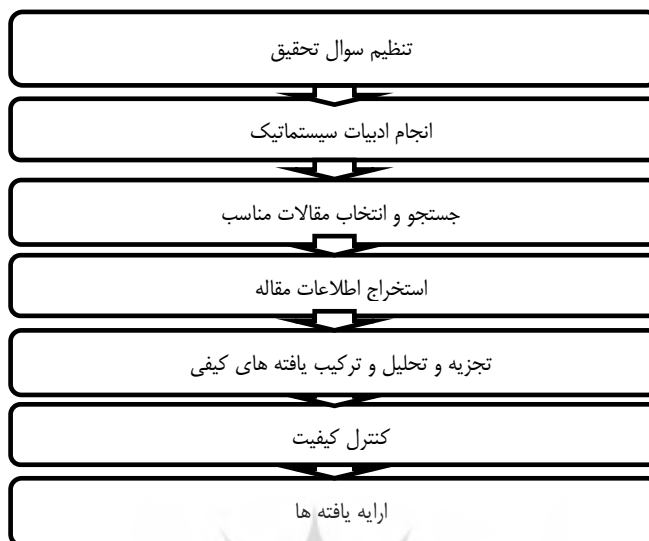 تنظیم سوال تحقیق
انجام ادبیات سیستماتیک
جستجو و انتخاب مقالات مناسب
استخراج اطلاعات مقاله
تجزیه و تحلیل و ترکیب یافته های کیفی
کنترل کیفیت
ارایه یافته ها